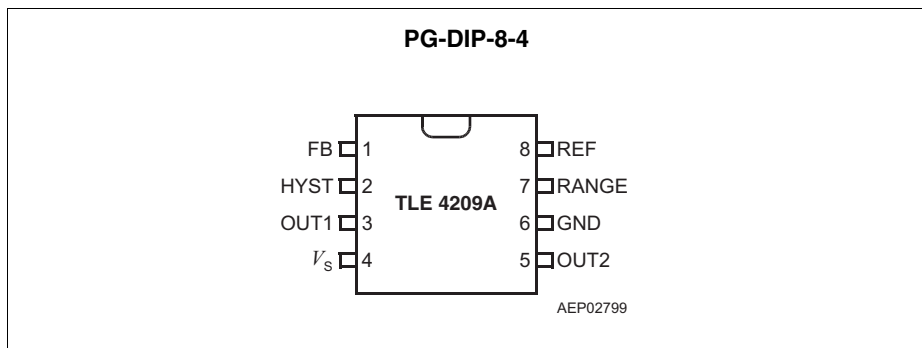 PG-DIP-8-4
FB 1 8 REF
HYST 2 7 RANGE
TLE 4209A
OUT1 3 6 GND
VS 4 5 OUT2
AEP02799